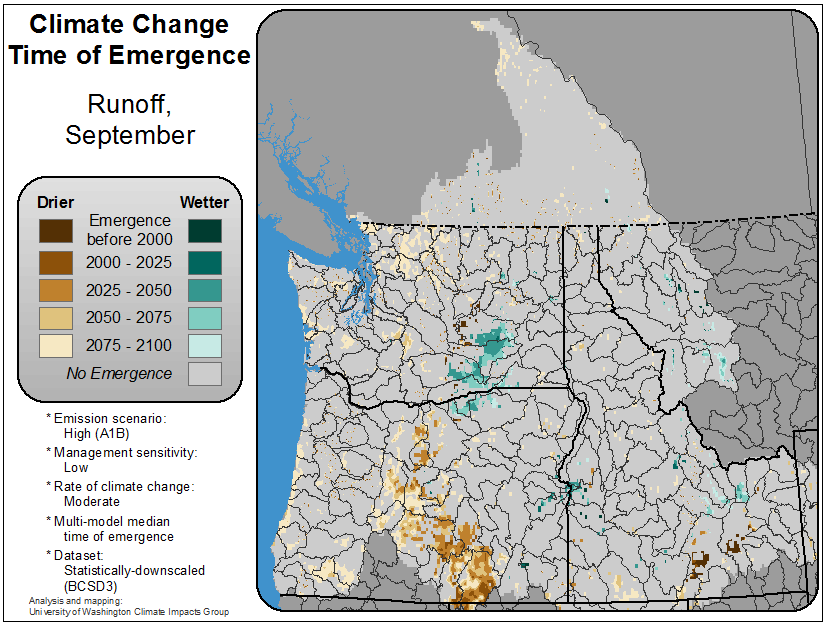 Climate Change
Time of Emergence
Runoff,
September
Drier Wetter
Emergence
before 2000
2000 - 2025
2025 - 2050
2050 - 2075
2075 - 2100
No Emergence
* Emission scenario:
High (A1B)
* Management sensitivity:
Low
* Rate of climate change:
Moderate
* Multi-model median
time of emergence
* Dataset:
Statistically-downscaled
(BCSD3)
Analysis and mapping:
University of Washington Climate Impacts Group